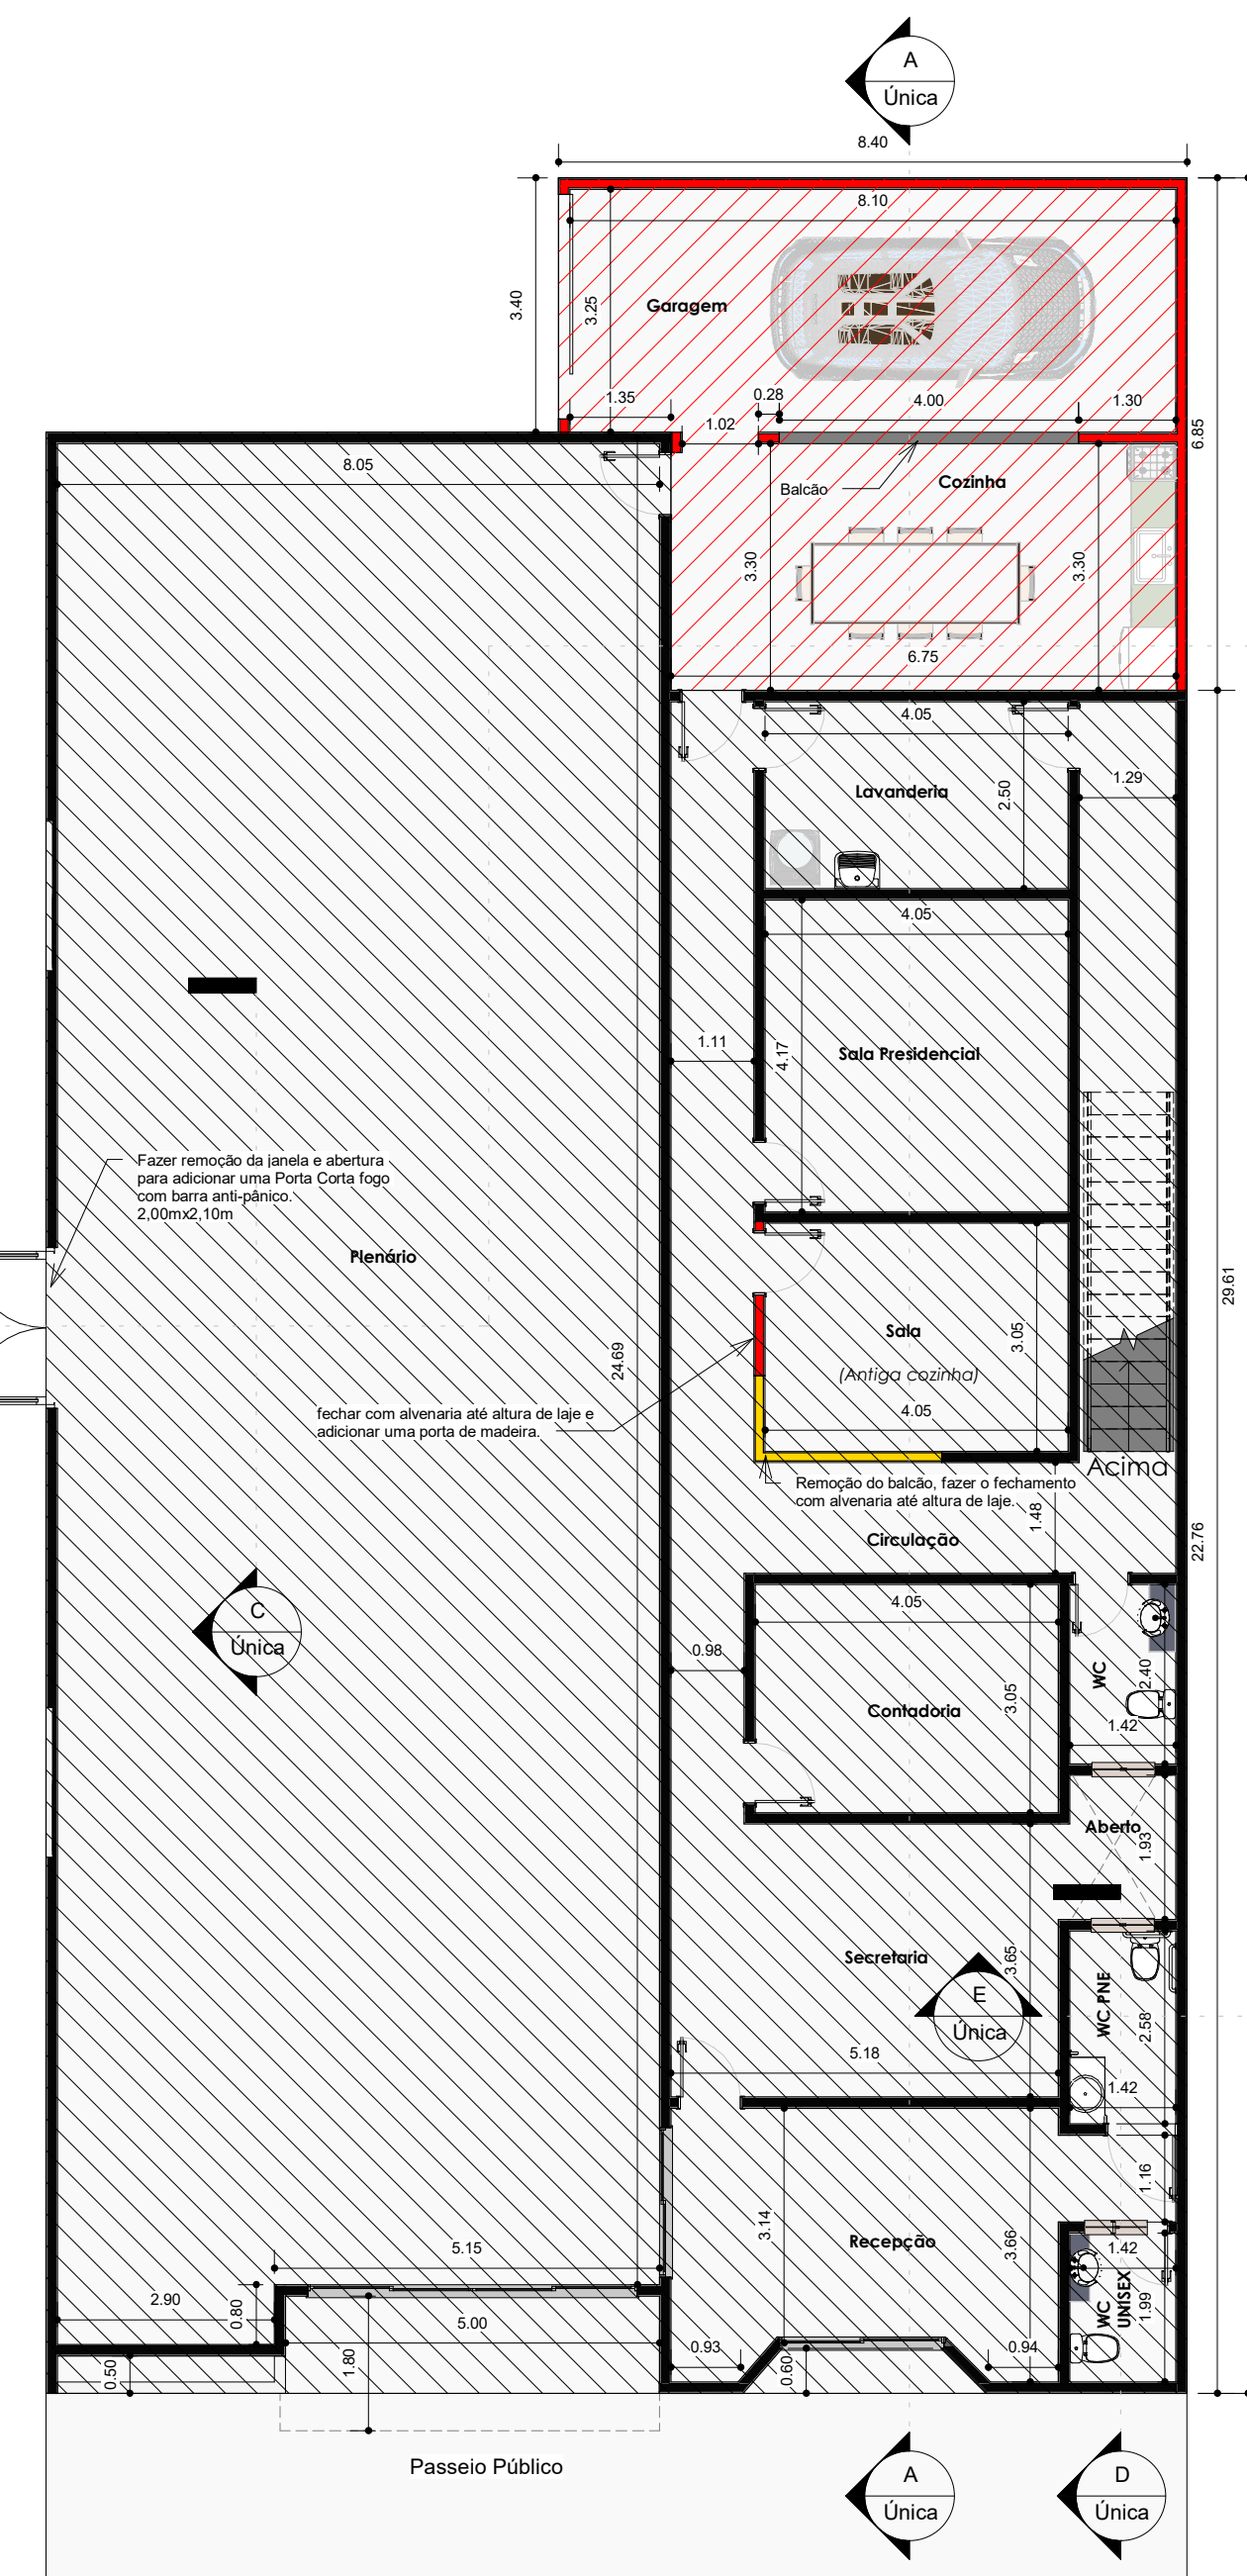 A
Única
8.40
8.10
3.40
3.25
Garagem
1.35
0.28
4.00
1.30
1.02
6.85
8.05
Balcão
Cozinha
3.30
3.30
6.75
4.05
1.29
Lavanderia
2.50
4.05
1.11
4.17
Sala Presidencial
Fazer remoção da janela e abertura
para adicionar uma Porta Corta fogo
com barra anti-pânico.
2,00mx2,10m
Plenário
29.61
Sala
3.05
24.69
(Antiga cozinha)
4.05
fechar com alvenaria até altura de laje e
adicionar uma porta de madeira.
Acima
Remoção do balcão, fazer o fechamento
com alvenaria até altura de laje.
1.48
Circulação
22.76
4.05
C
Única
0.98
WC
2.40
3.05
Contadoria
1.42
Aberto
1.93
Secretaria
3.65
E
Única
WC PNE
2.58
5.18
1.42
1.16
3.14
Recepção
3.66
1.42
5.15
2.90
0.80
5.00
WC
UNISEX
1.99
0.93
0.94
0.50
1.80
0.60
Passeio Público
A
Única
D
Única